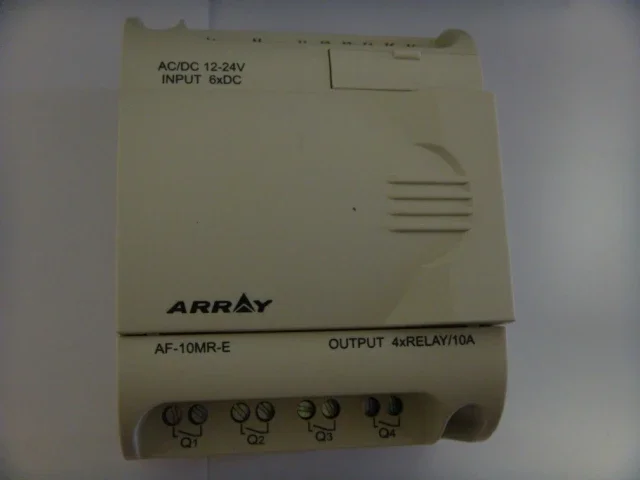 AC/DC 12-24V
INPUT 6xDC
ARRAY
AF-10MR-E OUTPUT 4xRELAY/10A
Q1 Q2 Q3 Q4